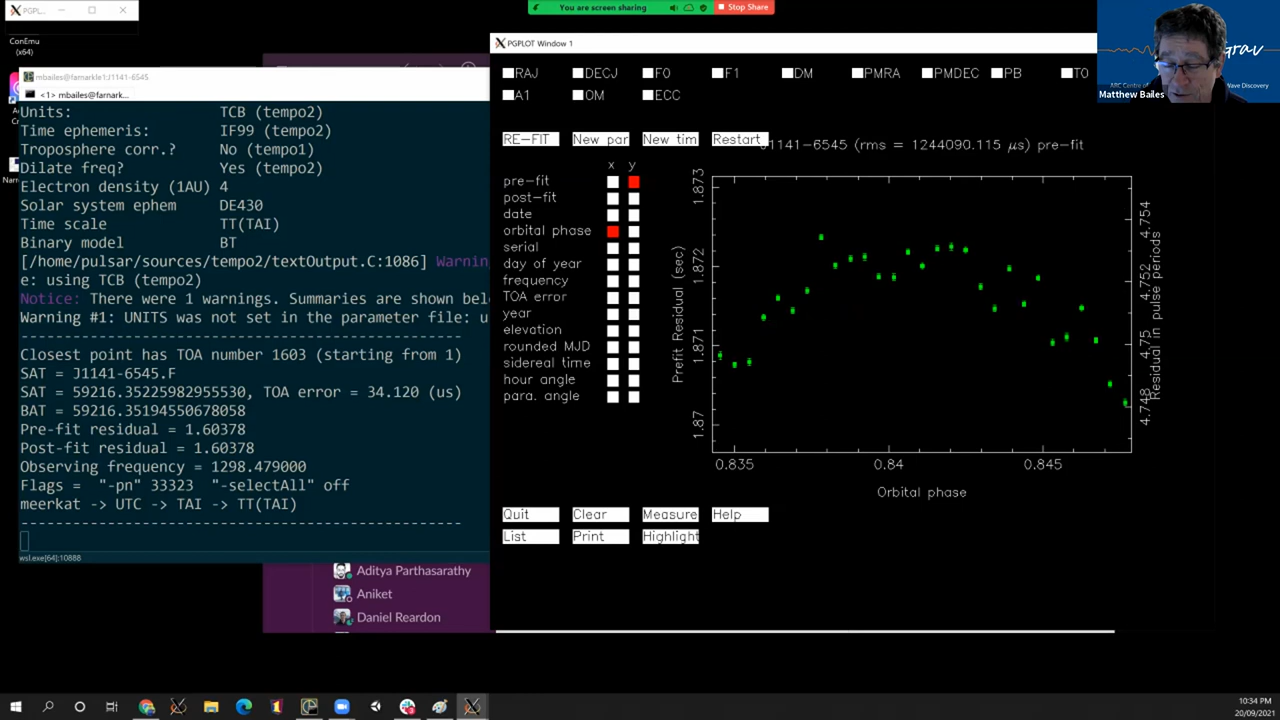 PGPL..
You are screen sharing
Stop Share
ConEmu
(x64)
PGPLOT Window 1
mbailes@farnarkle1:J1141-6545
<1> mbailes@farnark...
RAJ DECJ F0 F1 DM PMRA PMDEC PB T0
A1 OM ECC
Matthew Bailes
ARC Centre of
Wave Discovery
Units: TCB (tempo2)
Time ephemeris: IF99 (tempo2)
Troposphere corr.? No (tempo1)
Dilate freq? Yes (tempo2)
Electron density (1AU) 4
Solar system ephem DE430
Time scale TT(TAI)
Binary model BT
[/home/pulsar/sources/tempo2/textOutput.C:1086] Warnin
e: using TCB (tempo2)
Notice: There were 1 warnings. Summaries are shown bel
Warning #1: UNITS was not set in the parameter file: u
Closest point has TOA number 1603 (starting from 1)
SAT = J1141-6545.F
SAT = 59216.35225982955530, TOA error = 34.120 (us)
BAT = 59216.35194550678058
Pre-fit residual = 1.60378
Post-fit residual = 1.60378
Observing frequency = 1298.479000
Flags = "-pn" 33323 "-selectAll" off
meerkat -> UTC -> TAI -> TT(TAI)
wsl.exe[64]:10888
Aditya Parthasarathy
Aniket
Daniel Reardon
RE-FIT New par New tim Restart
J1141-6545 (rms = 1244090.115 μs) pre-fit
x y
pre-fit
post-fit
date
orbital phase
serial
day of year
frequency
TOA error
year
elevation
rounded MJD
sidereal time
hour angle
para. angle
Prefit Residual (sec)
1.873
1.872
1.871
1.87
4.754
4.752
4.75
4.748
Residual in pulse periods
0.835 0.84 0.845
Orbital phase
Quit Clear Measure Help
List Print Highlight
10:34 PM
20/09/2021